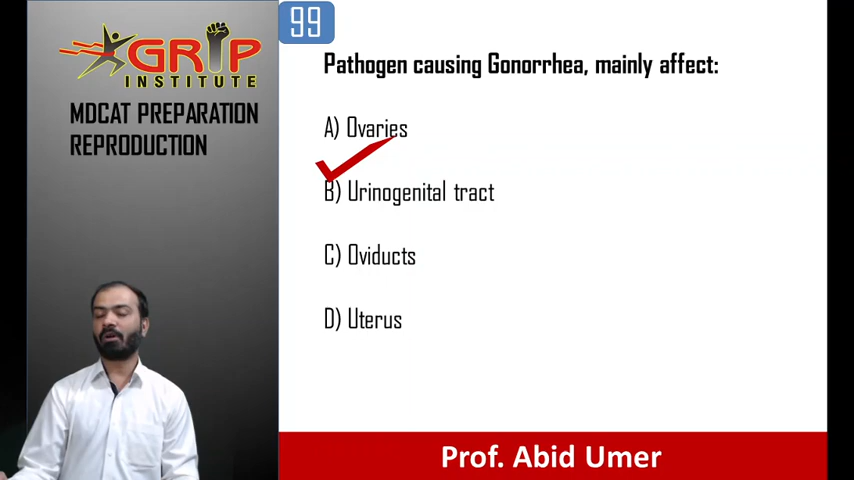 99
GRIP
INSTITUTE
MDCAT PREPARATION
REPRODUCTION
Pathogen causing Gonorrhea, mainly affect:
A) Ovaries
B) Urinogenital tract
C) Oviducts
D) Uterus
Prof. Abid Umer